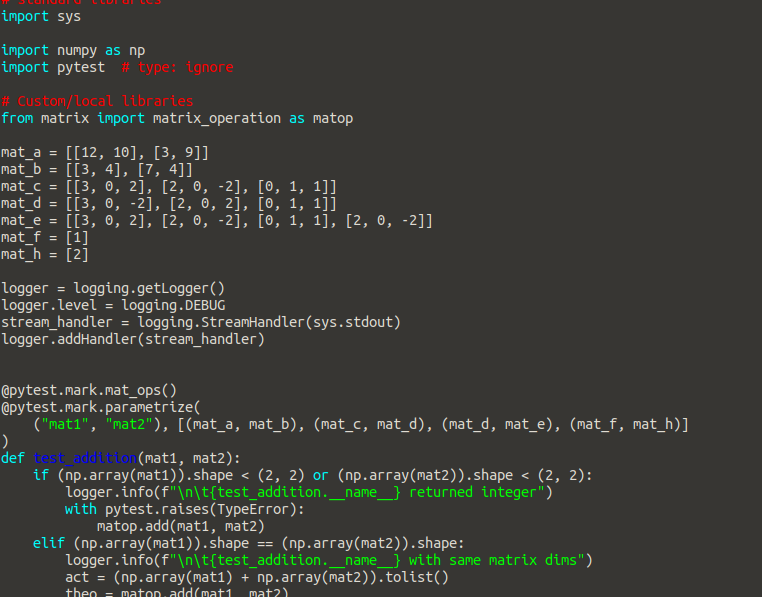 # standard libraries
import sys

import numpy as np
import pytest  # type: ignore

# Custom/local libraries
from matrix import matrix_operation as matop

mat_a = [[12, 10], [3, 9]]
mat_b = [[3, 4], [7, 4]]
mat_c = [[3, 0, 2], [2, 0, -2], [0, 1, 1]]
mat_d = [[3, 0, -2], [2, 0, 2], [0, 1, 1]]
mat_e = [[3, 0, 2], [2, 0, -2], [0, 1, 1], [2, 0, -2]]
mat_f = [1]
mat_h = [2]

logger = logging.getLogger()
logger.level = logging.DEBUG
stream_handler = logging.StreamHandler(sys.stdout)
logger.addHandler(stream_handler)


@pytest.mark.mat_ops()
@pytest.mark.parametrize(
    ("mat1", "mat2"), [(mat_a, mat_b), (mat_c, mat_d), (mat_d, mat_e), (mat_f, mat_h)]
)
def test_addition(mat1, mat2):
    if (np.array(mat1)).shape < (2, 2) or (np.array(mat2)).shape < (2, 2):
        logger.info(f"\n\t{test_addition.__name__} returned integer")
        with pytest.raises(TypeError):
            matop.add(mat1, mat2)
    elif (np.array(mat1)).shape == (np.array(mat2)).shape:
        logger.info(f"\n\t{test_addition.__name__} with same matrix dims")
        act = (np.array(mat1) + np.array(mat2)).tolist()
        theo = matop.add(mat1, mat2)